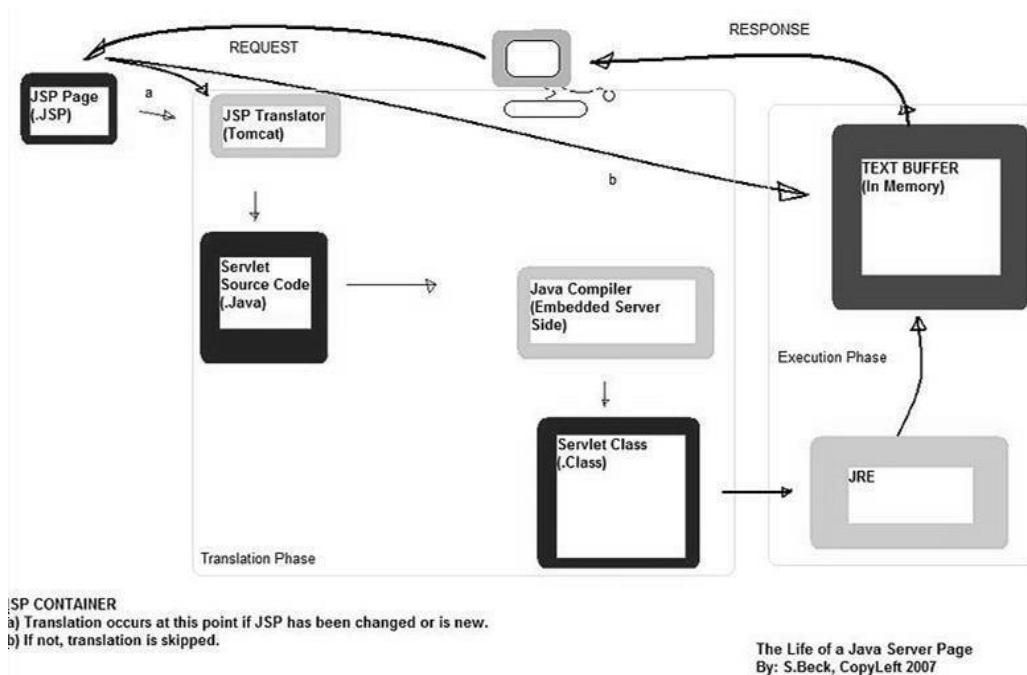 REQUEST
RESPONSE
JSP Page
(.JSP)
a
JSP Translator
(Tomcat)
b
TEXT BUFFER
(In Memory)
Servlet
Source Code
(.Java)
Java Compiler
(Embedded Server
Side)
Execution Phase
Servlet Class
(.Class)
JRE
Translation Phase
JSP CONTAINER
a) Translation occurs at this point if JSP has been changed or is new.
b) If not, translation is skipped.
The Life of a Java Server Page
By: S.Beck, CopyLeft 2007